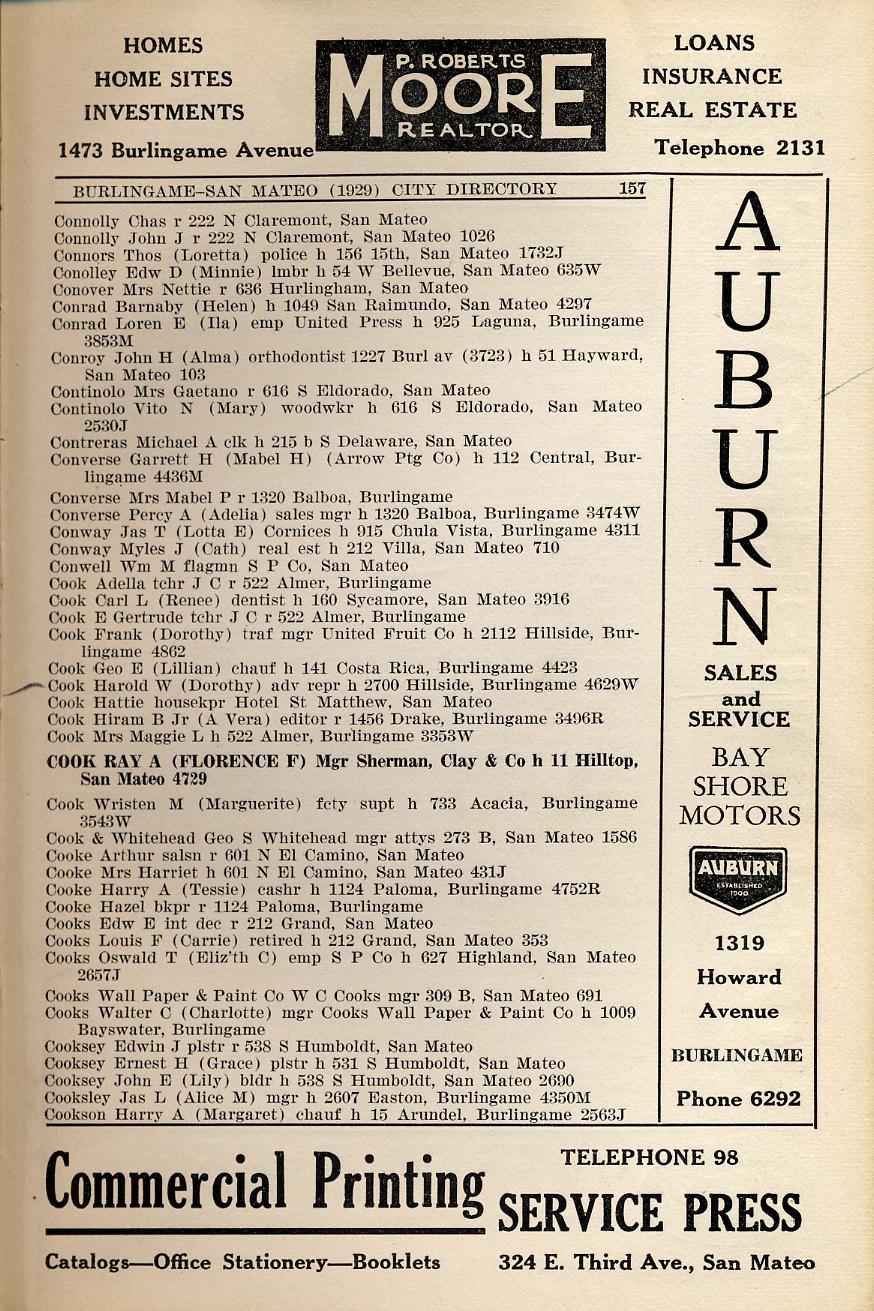 HOMES
HOME SITES
INVESTMENTS
1473 Burlingame Avenue
P. ROBERTS
MOORE
REALTOR
LOANS
INSURANCE
REAL ESTATE
Telephone 2131
BURLINGAME-SAN MATEO (1929) CITY DIRECTORY 157
Connolly Chas r 222 N Claremont, San Mateo
Connolly John J r 222 N Claremont, San Mateo 1026
Connors Thos (Loretta) police h 156 15th, San Mateo 1732J
Conolley Edw D (Minnie) lmbr h 54 W Bellevue, San Mateo 635W
Conover Mrs Nettie r 636 Hurlingham, San Mateo
Conrad Barnaby (Helen) h 1049 San Raimundo, San Mateo 4297
Conrad Loren E (Ila) emp United Press h 925 Laguna, Burlingame
3853M
Conroy John H (Alma) orthodontist 1227 Burl av (3723) h 51 Hayward,
San Mateo 103
Continolo Mrs Gaetano r 616 S Eldorado, San Mateo
Continolo Vito N (Mary) woodwkr h 616 S Eldorado, San Mateo
2530J
Contreras Michael A clk h 215 b S Delaware, San Mateo
Converse Garrett H (Mabel H) (Arrow Ptg Co) h 112 Central, Bur-
lingame 4436M
Converse Mrs Mabel P r 1320 Balboa, Burlingame
Converse Percy A (Adelia) sales mgr h 1320 Balboa, Burlingame 3474W
Conway Jas T (Lotta E) Cornices h 915 Chula Vista, Burlingame 4311
Conway Myles J (Cath) real est h 212 Villa, San Mateo 710
Conwell Wm M flagmn S P Co, San Mateo
Cook Adella tchr J C r 522 Almer, Burlingame
Cook Carl L (Renee) dentist h 160 Sycamore, San Mateo 3916
Cook E Gertrude tchr J C r 522 Almer, Burlingame
Cook Frank (Dorothy) traf mgr United Fruit Co h 2112 Hillside, Bur-
lingame 4862
Cook Geo E (Lillian) chauf h 141 Costa Rica, Burlingame 4423
Cook Harold W (Dorothy) adv repr h 2700 Hillside, Burlingame 4629W
Cook Hattie housekpr Hotel St Matthew, San Mateo
Cook Hiram B Jr (A Vera) editor r 1456 Drake, Burlingame 3496R
Cook Mrs Maggie L h 522 Almer, Burlingame 3353W
COOK RAY A (FLORENCE F) Mgr Sherman, Clay & Co h 11 Hilltop,
San Mateo 4729
Cook Wristen M (Marguerite) fcty supt h 733 Acacia, Burlingame
3543W
Cook & Whitehead Geo S Whitehead mgr attys 273 B, San Mateo 1586
Cooke Arthur salsn r 601 N El Camino, San Mateo
Cooke Mrs Harriet h 601 N El Camino, San Mateo 431J
Cooke Harry A (Tessie) cashr h 1124 Paloma, Burlingame 4752R
Cooke Hazel bkpr r 1124 Paloma, Burlingame
Cooks Edw E int dec r 212 Grand, San Mateo
Cooks Louis F (Carrie) retired h 212 Grand, San Mateo 353
Cooks Oswald T (Eliz'th C) emp S P Co h 627 Highland, San Mateo
2657J
Cooks Wall Paper & Paint Co W C Cooks mgr 309 B, San Mateo 691
Cooks Walter C (Charlotte) mgr Cooks Wall Paper & Paint Co h 1009
Bayswater, Burlingame
Cooksey Edwin J plstr r 538 S Humboldt, San Mateo
Cooksey Ernest H (Grace) plstr h 531 S Humboldt, San Mateo
Cooksey John E (Lily) bldr h 538 S Humboldt, San Mateo 2690
Cooksley Jas L (Alice M) mgr h 2607 Easton, Burlingame 4350M
Cookson Harry A (Margaret) chauf h 15 Arundel, Burlingame 2563J
AUBURN
SALES
and
SERVICE
BAY
SHORE
MOTORS
AUBURN
ESTABLISHED
1900
1319
Howard
Avenue
BURLINGAME
Phone 6292
Commercial Printing
Catalogs—Office Stationery—Booklets
TELEPHONE 98
SERVICE PRESS
324 E. Third Ave., San Mateo